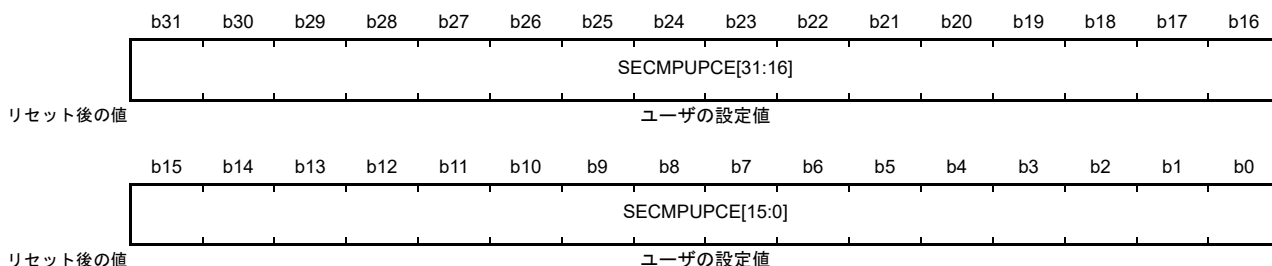 b31 b30 b29 b28 b27 b26 b25 b24 b23 b22 b21 b20 b19 b18 b17 b16
SECMPUPCE[31:16]
リセット後の値 ユーザの設定値
b15 b14 b13 b12 b11 b10 b9 b8 b7 b6 b5 b4 b3 b2 b1 b0
SECMPUPCE[15:0]
リセット後の値 ユーザの設定値